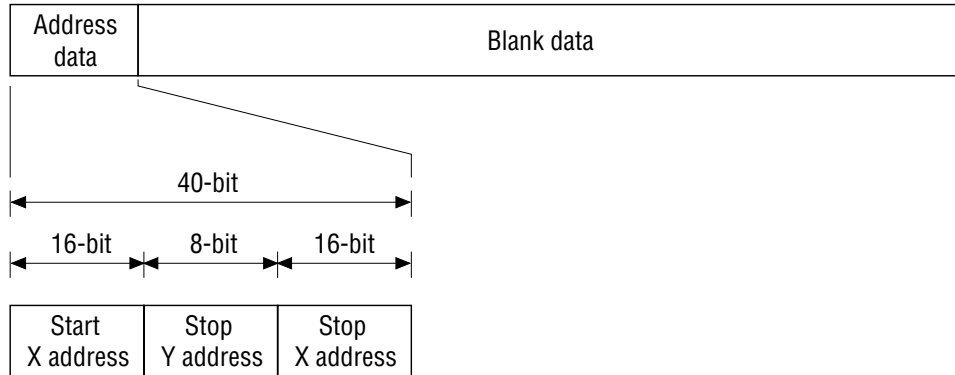 Address
data
Blank data
40-bit
16-bit 8-bit 16-bit
Start
X address
Stop
Y address
Stop
X address